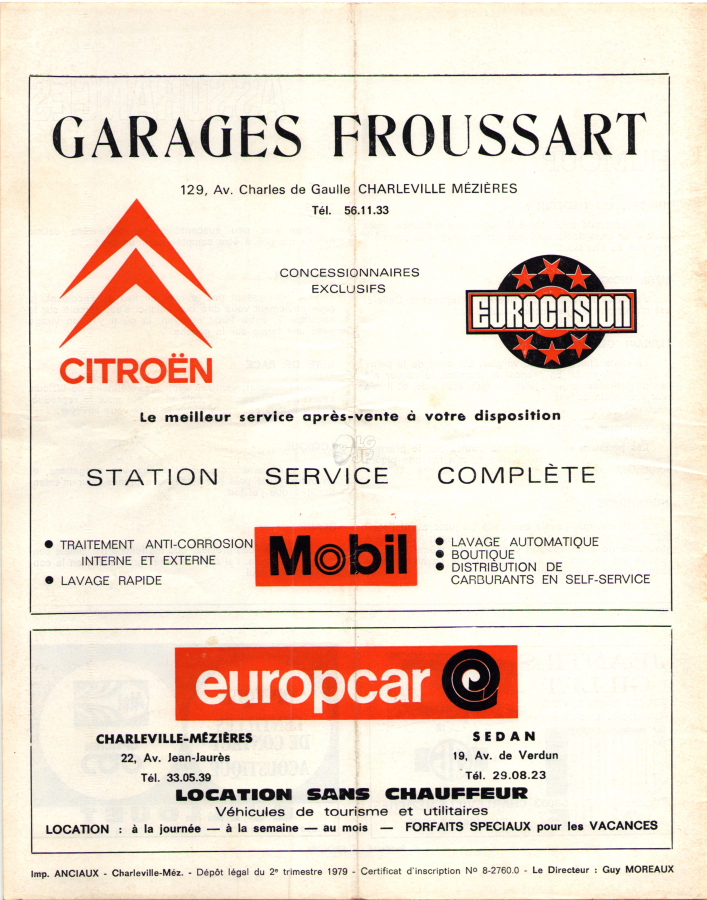 GARAGES FROUSSART
129, Av. Charles de Gaulle CHARLEVILLE MÉZIÈRES
Tél. 56.11.33
CONCESSIONNAIRES
EXCLUSIFS
CITROËN
EUROCASION
Le meilleur service après-vente à votre disposition
STATION SERVICE COMPLÈTE
● TRAITEMENT ANTI-CORROSION
INTERNE ET EXTERNE
● LAVAGE RAPIDE
Mobil
● LAVAGE AUTOMATIQUE
● BOUTIQUE
● DISTRIBUTION DE
CARBURANTS EN SELF-SERVICE
europcar
CHARLEVILLE-MÉZIÈRES
22, Av. Jean-Jaurès
Tél. 33.05.39
SEDAN
19, Av. de Verdun
Tél. 29.08.23
LOCATION SANS CHAUFFEUR
Véhicules de tourisme et utilitaires
LOCATION : à la journée — à la semaine — au mois — FORFAITS SPECIAUX pour les VACANCES
Imp. ANCIAUX - Charleville-Méz. - Dépôt légal du 2e trimestre 1979 - Certificat d'inscription No 8-2760.0 - Le Directeur : Guy MOREAUX